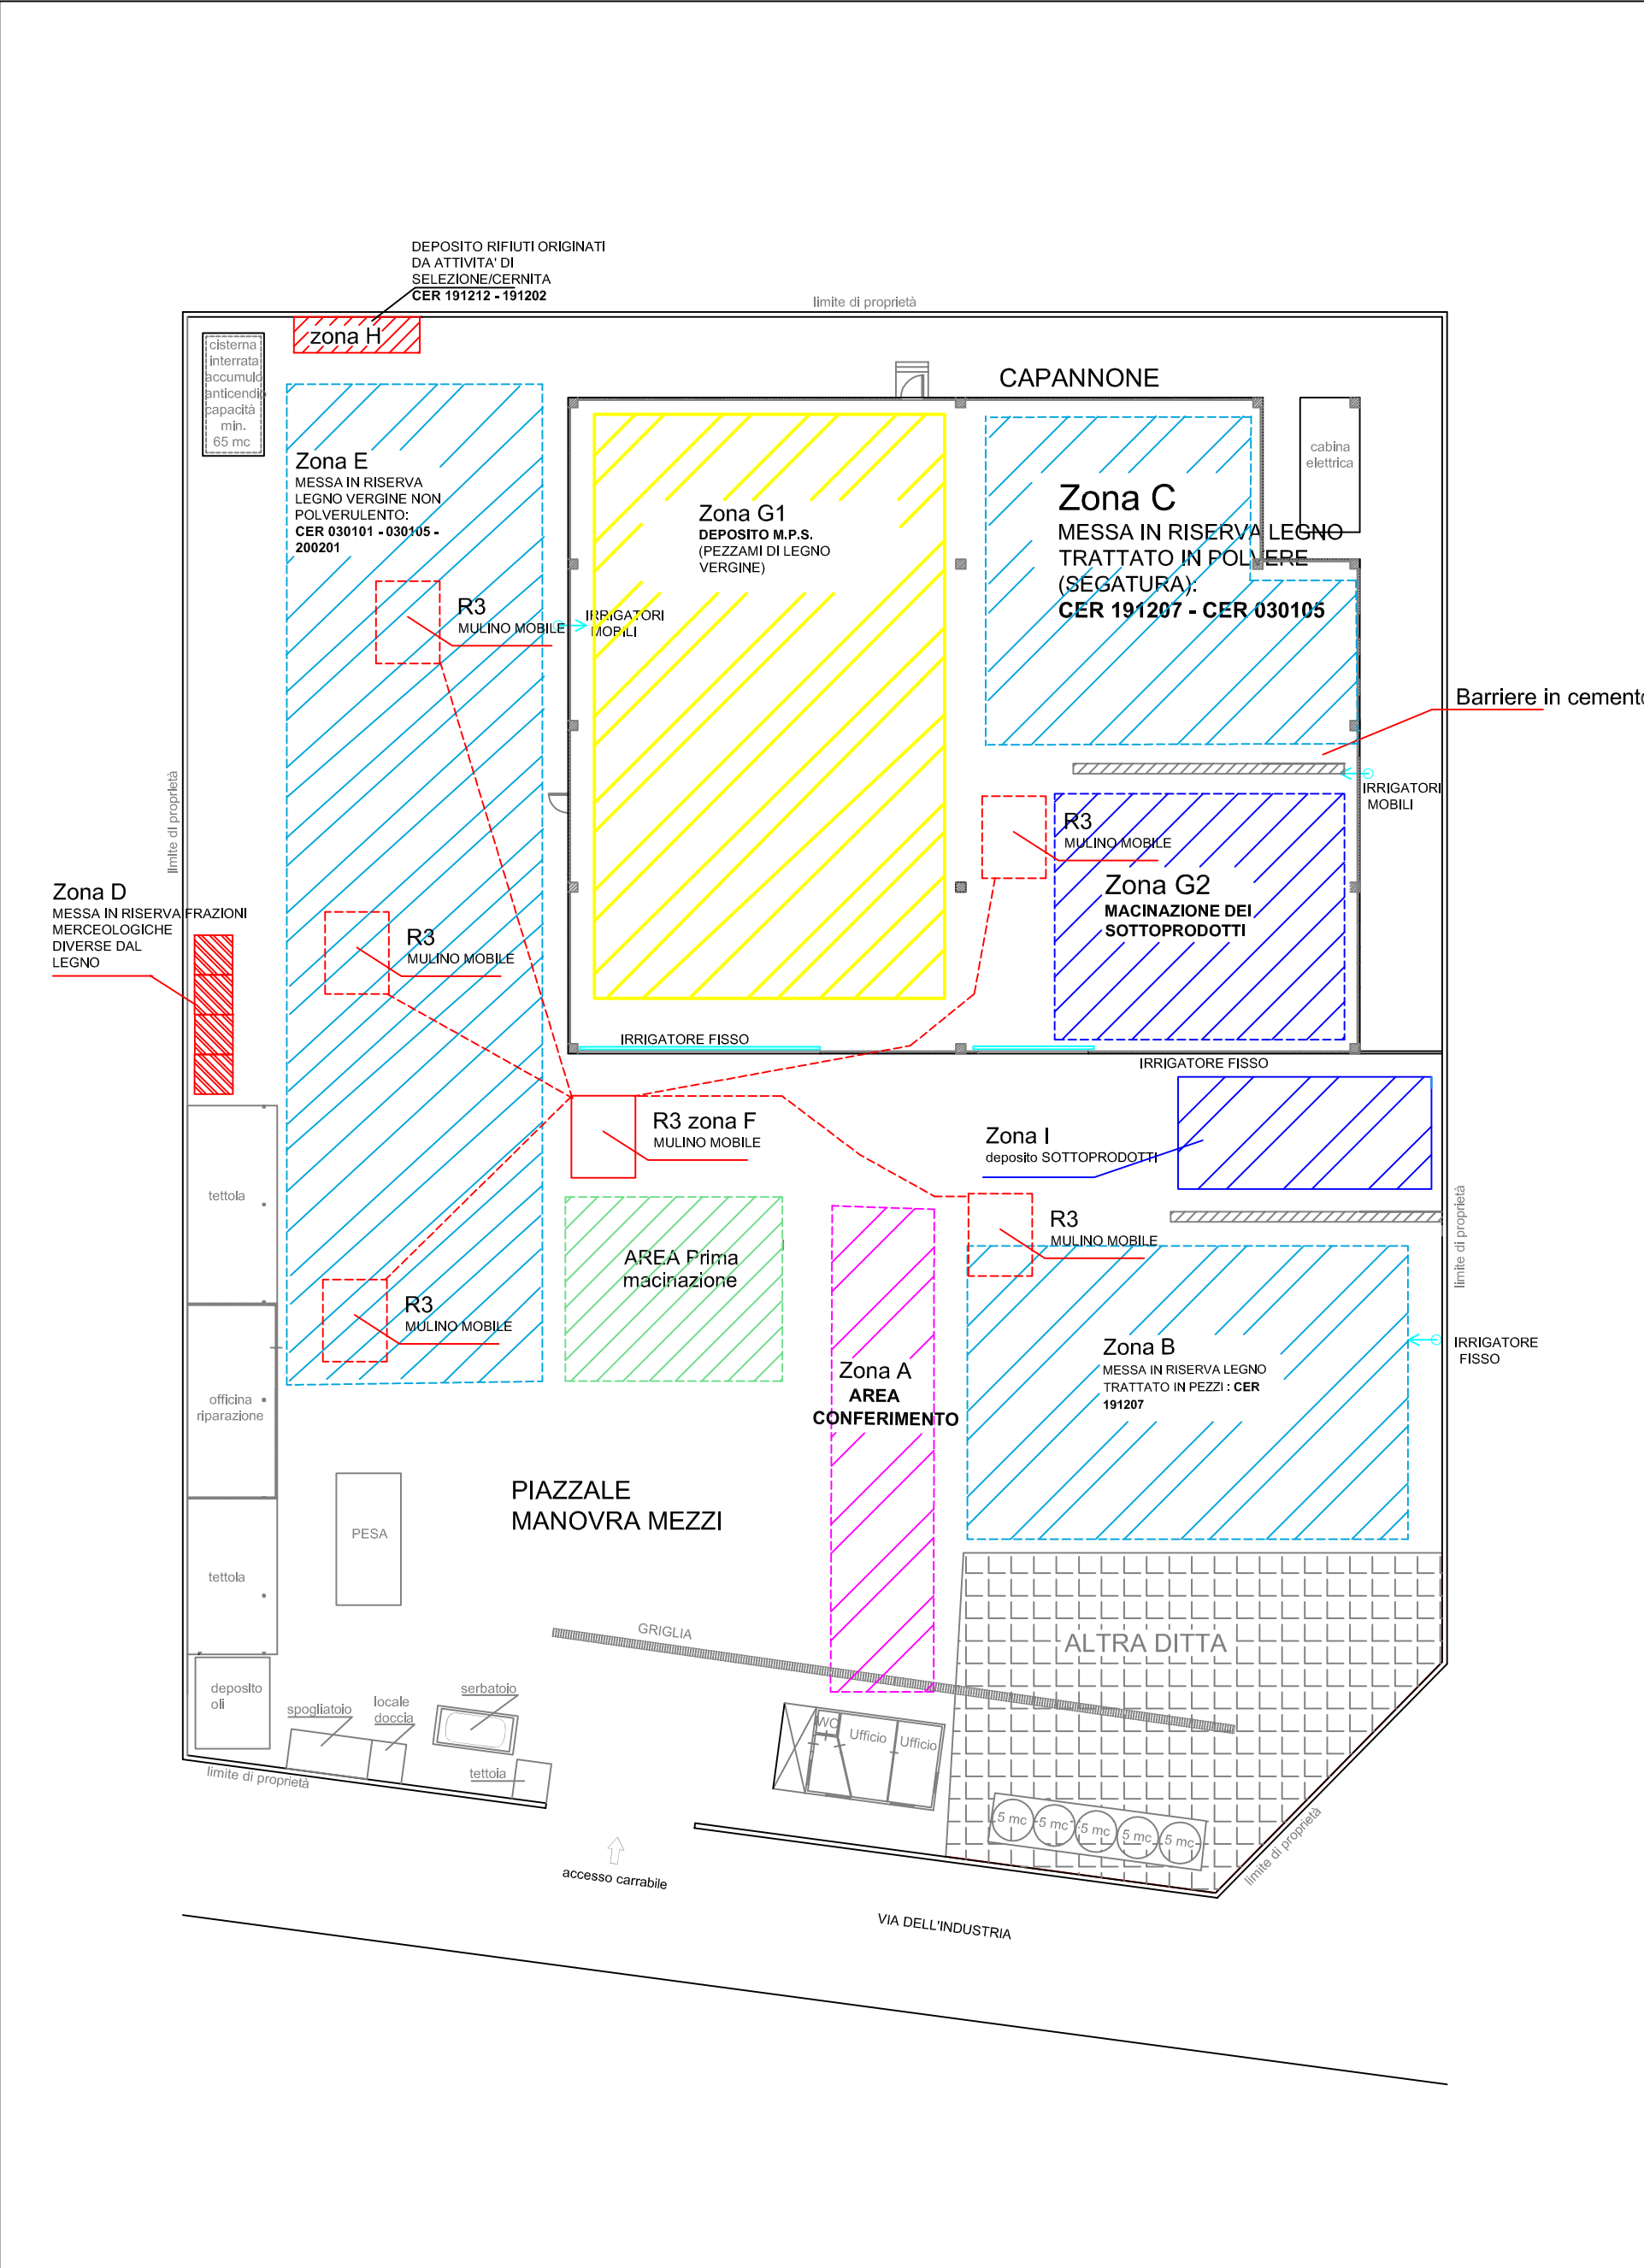 DEPOSITO RIFIUTI ORIGINATI
DA ATTIVITA' DI
SELEZIONE/CERNITA
CER 191212 - 191202
limite di proprietà
zona H
cisterna
interrata
accumulo
anticendio
capacità
min.
65 mc
CAPANNONE
cabina
elettrica
Zona E
MESSA IN RISERVA
LEGNO VERGINE NON
POLVERULENTO:
CER 030101 - 030105 -
200201
Zona G1
DEPOSITO M.P.S.
(PEZZAMI DI LEGNO
VERGINE)
Zona C
MESSA IN RISERVA LEGNO
TRATTATO IN POLVERE
(SEGATURA):
CER 191207 - CER 030105
R3
MULINO MOBILE
IRRIGATORI
MOBILI
Barriere in cemento
IRRIGATORI
MOBILI
limite di proprietà
R3
MULINO MOBILE
Zona G2
MACINAZIONE DEI
SOTTOPRODOTTI
Zona D
MESSA IN RISERVA FRAZIONI
MERCEOLOGICHE
DIVERSE DAL
LEGNO
R3
MULINO MOBILE
IRRIGATORE FISSO
IRRIGATORE FISSO
R3 zona F
MULINO MOBILE
Zona I
deposito SOTTOPRODOTTI
tettoia
limite di proprietà
R3
MULINO MOBILE
AREA Prima
macinazione
R3
MULINO MOBILE
Zona B
MESSA IN RISERVA LEGNO
TRATTATO IN PEZZI : CER
191207
IRRIGATORE
FISSO
Zona A
AREA
CONFERIMENTO
officina
riparazione
PIAZZALE
MANOVRA MEZZI
PESA
tettoia
GRIGLIA
ALTRA DITTA
deposito
oli
spogliatoio
locale
doccia
serbatoio
WC
Ufficio
Ufficio
tettoia
limite di proprietà
5 mc
5 mc
5 mc
5 mc
5 mc
limite di proprietà
accesso carrabile
VIA DELL'INDUSTRIA